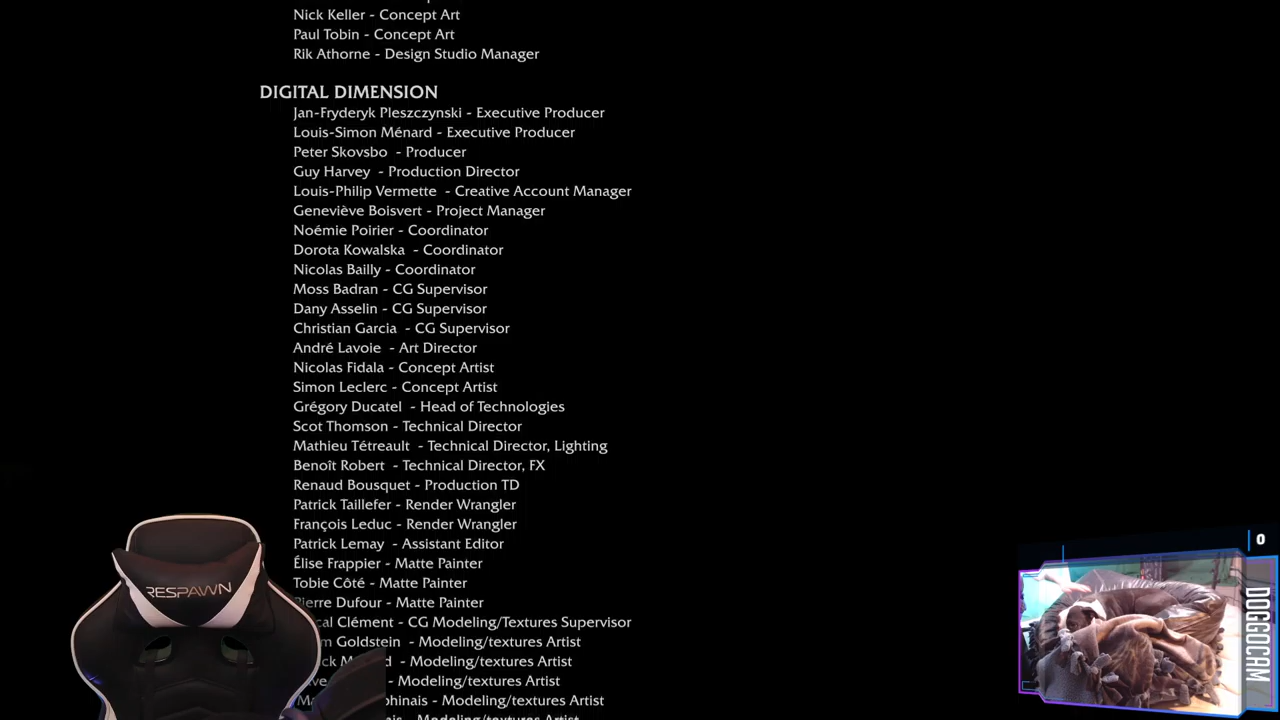 Nick Keller - Concept Art
Paul Tobin - Concept Art
Rik Athorne - Design Studio Manager
DIGITAL DIMENSION
Jan-Fryderyk Pleszczynski - Executive Producer
Louis-Simon Ménard - Executive Producer
Peter Skovsbo - Producer
Guy Harvey - Production Director
Louis-Philip Vermette - Creative Account Manager
Geneviève Boisvert - Project Manager
Noémie Poirier - Coordinator
Dorota Kowalska - Coordinator
Nicolas Bailly - Coordinator
Moss Badran - CG Supervisor
Dany Asselin - CG Supervisor
Christian Garcia - CG Supervisor
André Lavoie - Art Director
Nicolas Fidala - Concept Artist
Simon Leclerc - Concept Artist
Grégory Ducatel - Head of Technologies
Scot Thomson - Technical Director
Mathieu Tétreault - Technical Director, Lighting
Benoît Robert - Technical Director, FX
Renaud Bousquet - Production TD
Patrick Taillefer - Render Wrangler
François Leduc - Render Wrangler
Patrick Lemay - Assistant Editor
Élise Frappier - Matte Painter
Tobie Côté - Matte Painter
Pierre Dufour - Matte Painter
Clément - CG Modeling/Textures Supervisor
Goldstein - Modeling/textures Artist
- Modeling/textures Artist
- Modeling/textures Artist
- Modeling/textures Artist
- Modeling/textures Artist
RESPAWN
0
DOGGOCAM